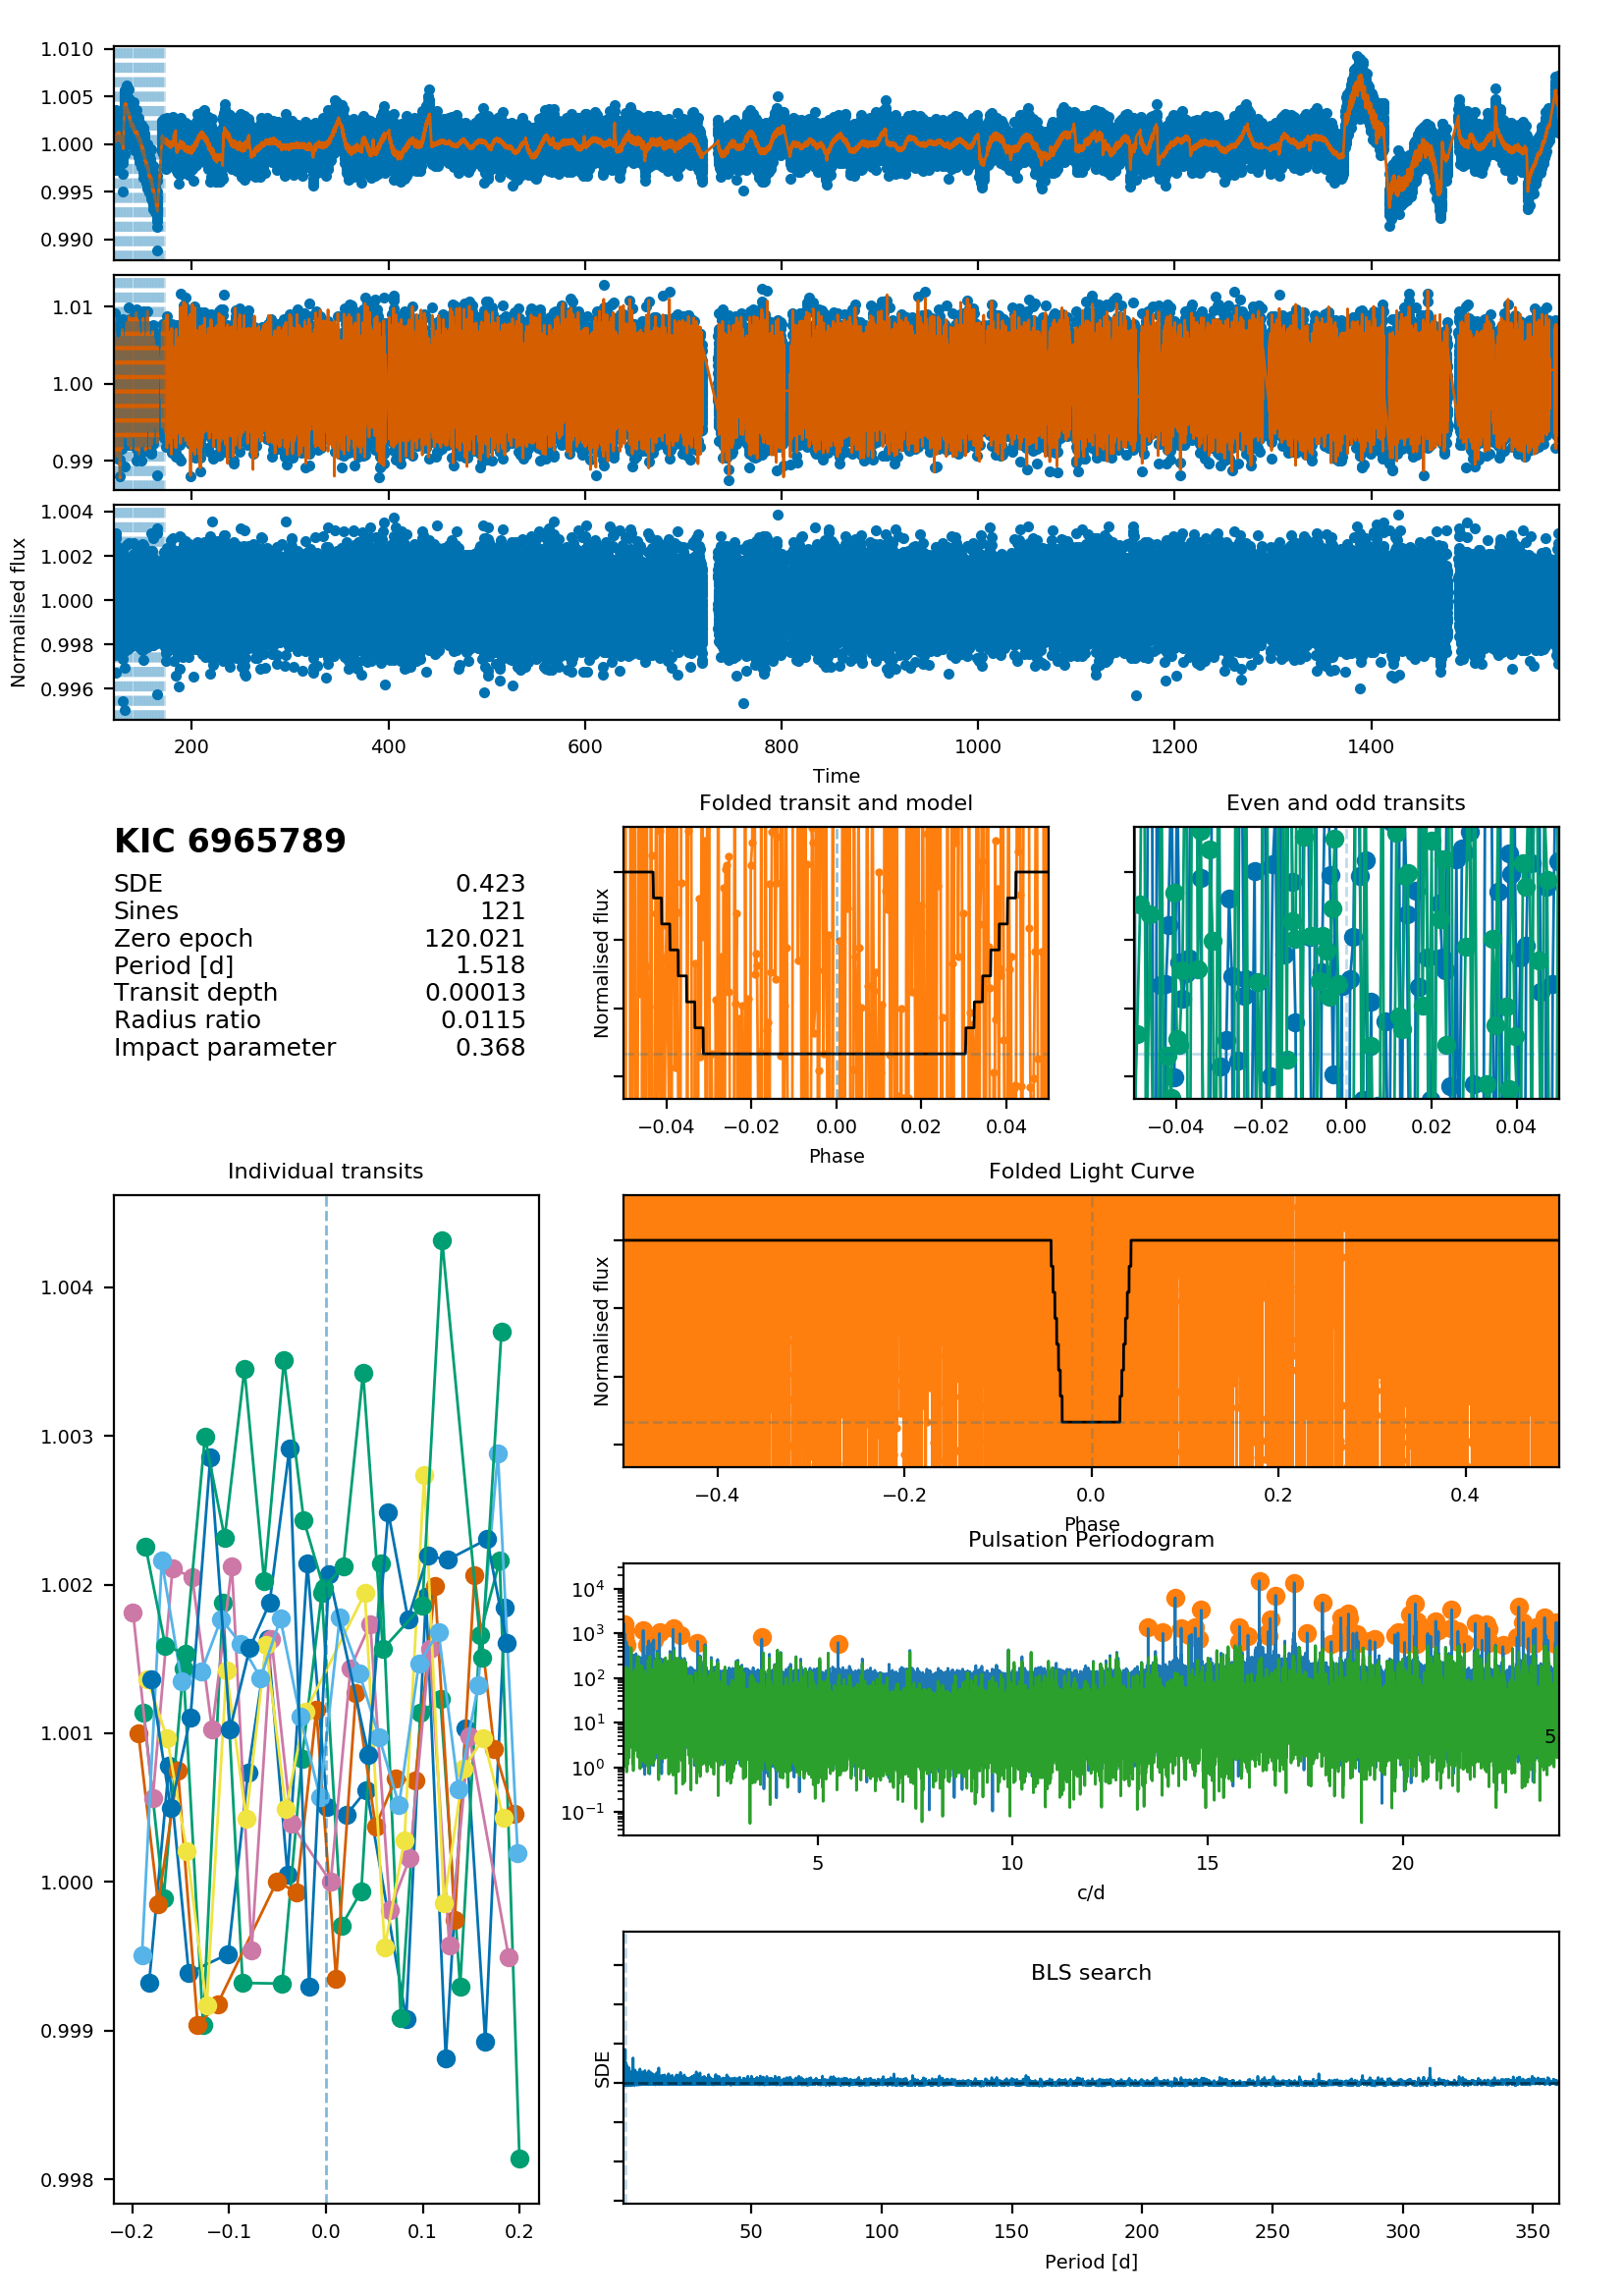 1.010
1.005
1.000
0.995
0.990
1.01
1.00
0.99
1.004
1.002
1.000
0.998
0.996
Normalised flux
200 400 600 800 1000 1200 1400
Time
KIC 6965789
SDE 0.423
Sines 121
Zero epoch 120.021
Period [d] 1.518
Transit depth 0.00013
Radius ratio 0.0115
Impact parameter 0.368
Folded transit and model
Normalised flux
−0.04 −0.02 0.00 0.02 0.04
Phase
Even and odd transits
−0.04 −0.02 0.00 0.02 0.04
Individual transits
1.004
1.003
1.002
1.001
1.000
0.999
0.998
−0.2 −0.1 0.0 0.1 0.2
Folded Light Curve
Normalised flux
−0.4 −0.2 0.0 0.2 0.4
Phase
Pulsation Periodogram
10⁴
10³
10²
10¹
10⁰
10⁻¹
5
5 10 15 20
c/d
BLS search
SDE
50 100 150 200 250 300 350
Period [d]